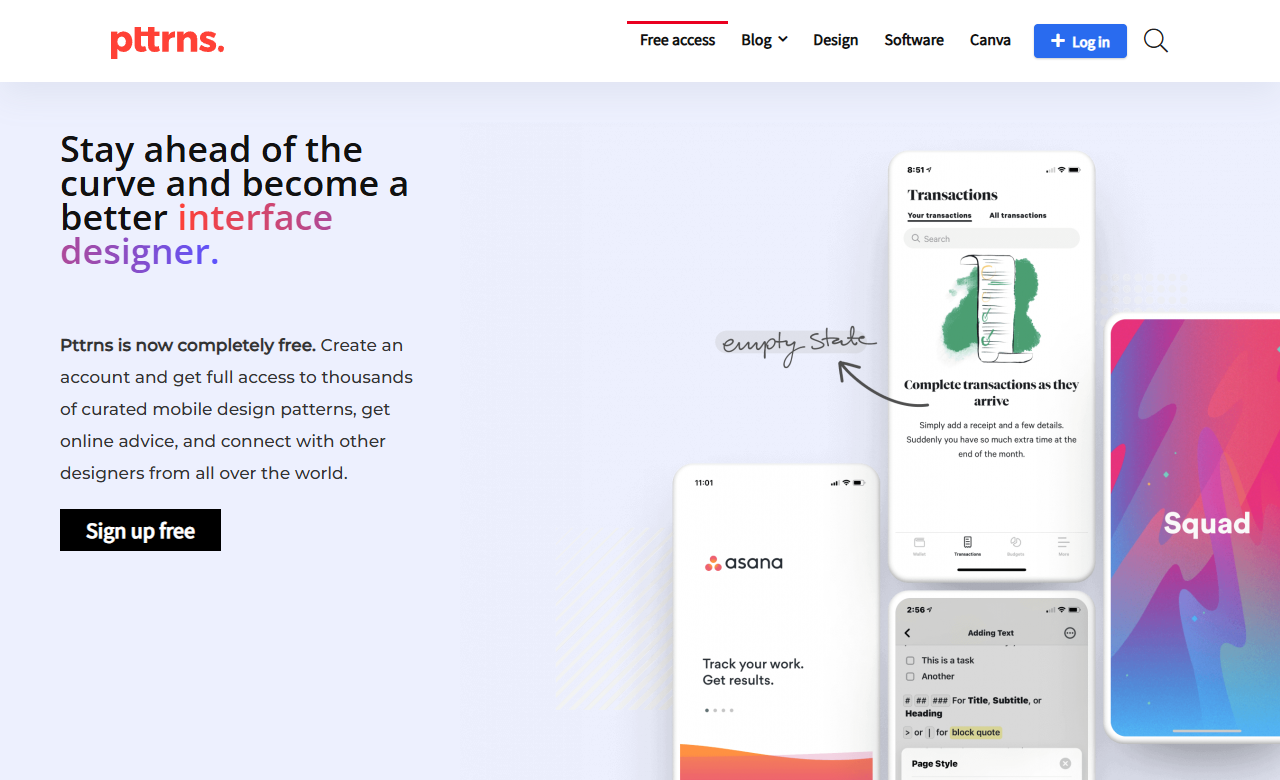 pttrns.
Free access
Blog
Design
Software
Canva
Log in
Stay ahead of the
curve and become a
better interface
designer.
Pttrns is now completely free. Create an
account and get full access to thousands
of curated mobile design patterns, get
online advice, and connect with other
designers from all over the world.
Sign up free
8:51
Transactions
Your transactions
All transactions
Search
empty State
Complete transactions as they
arrive
Simply add a receipt and a few details.
Suddenly you have so much extra time at the
end of the month.
Wallet
Transactions
Budgets
More
Squad
11:01
asana
Track your work.
Get results.
2:56
Adding Text
This is a task
Another
# ## ### For Title, Subtitle, or
Heading
> or | for block quote
Page Style